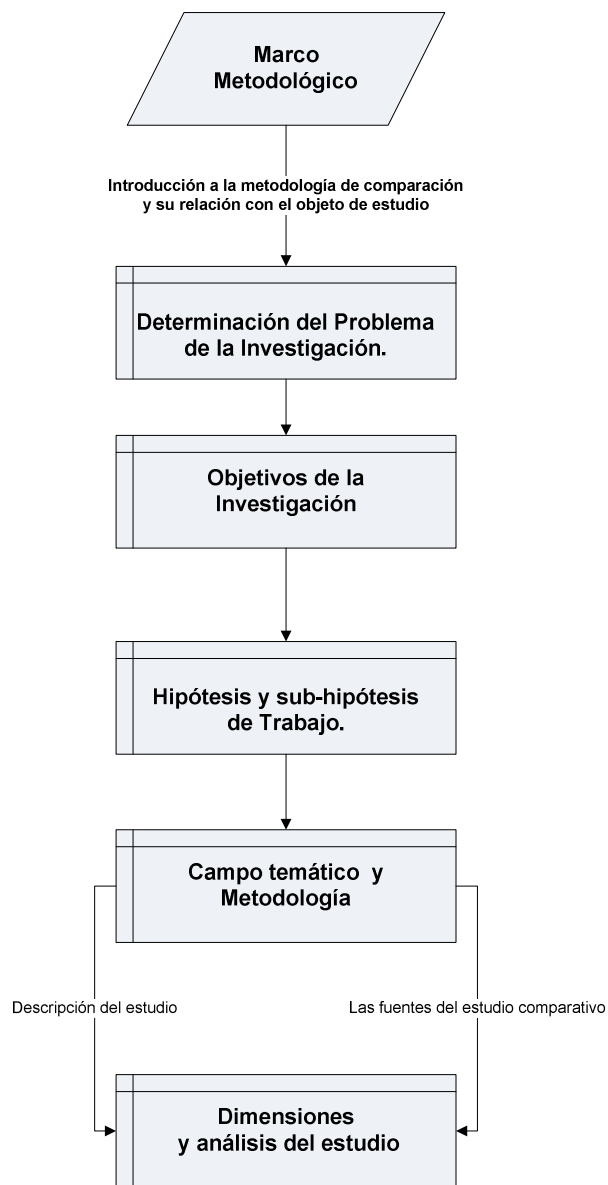 Marco
Metodológico
Introducción a la metodología de comparación
y su relación con el objeto de estudio
Determinación del Problema
de la Investigación.
Objetivos de la
Investigación
Hipótesis y sub-hipótesis
de Trabajo.
Campo temático y
Metodología
Descripción del estudio
Las fuentes del estudio comparativo
Dimensiones
y análisis del estudio